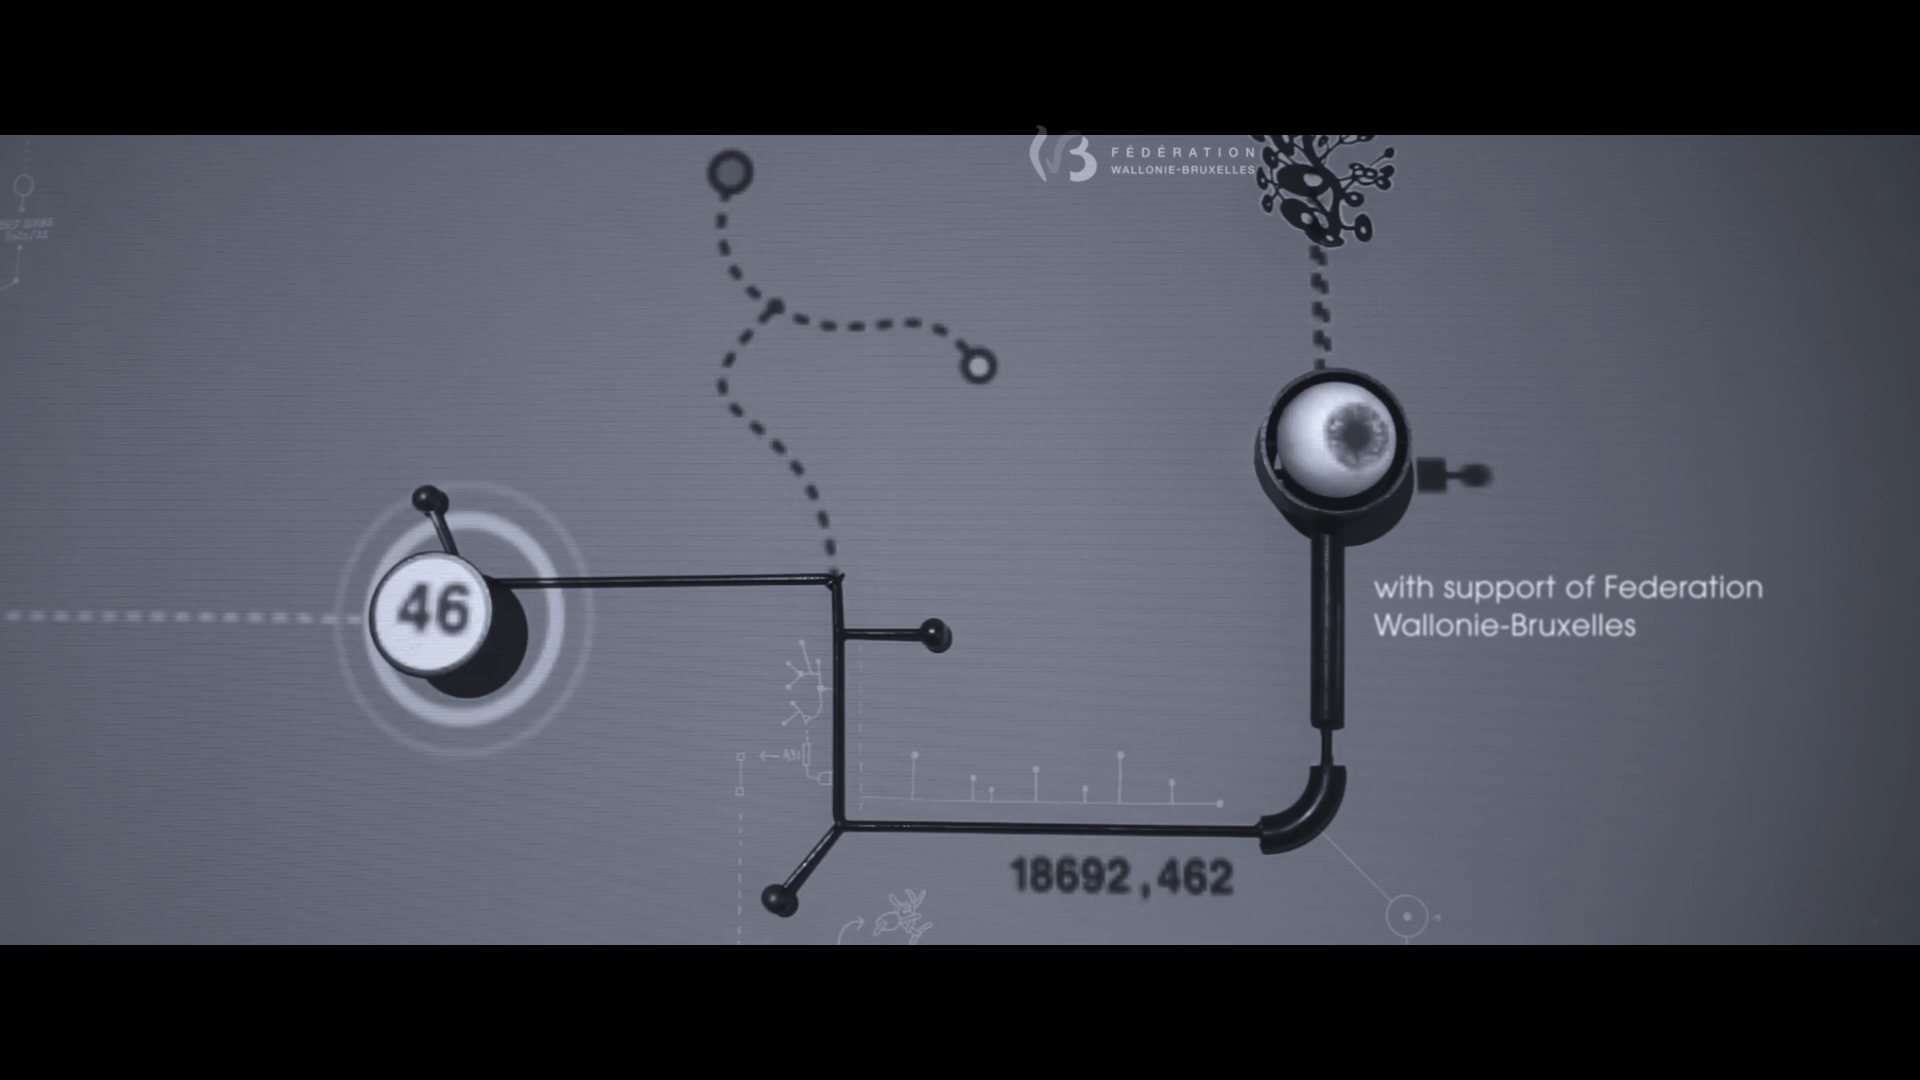 FÉDÉRATION
WALLONIE-BRUXELLES
46
with support of Federation
Wallonie-Bruxelles
18692,462